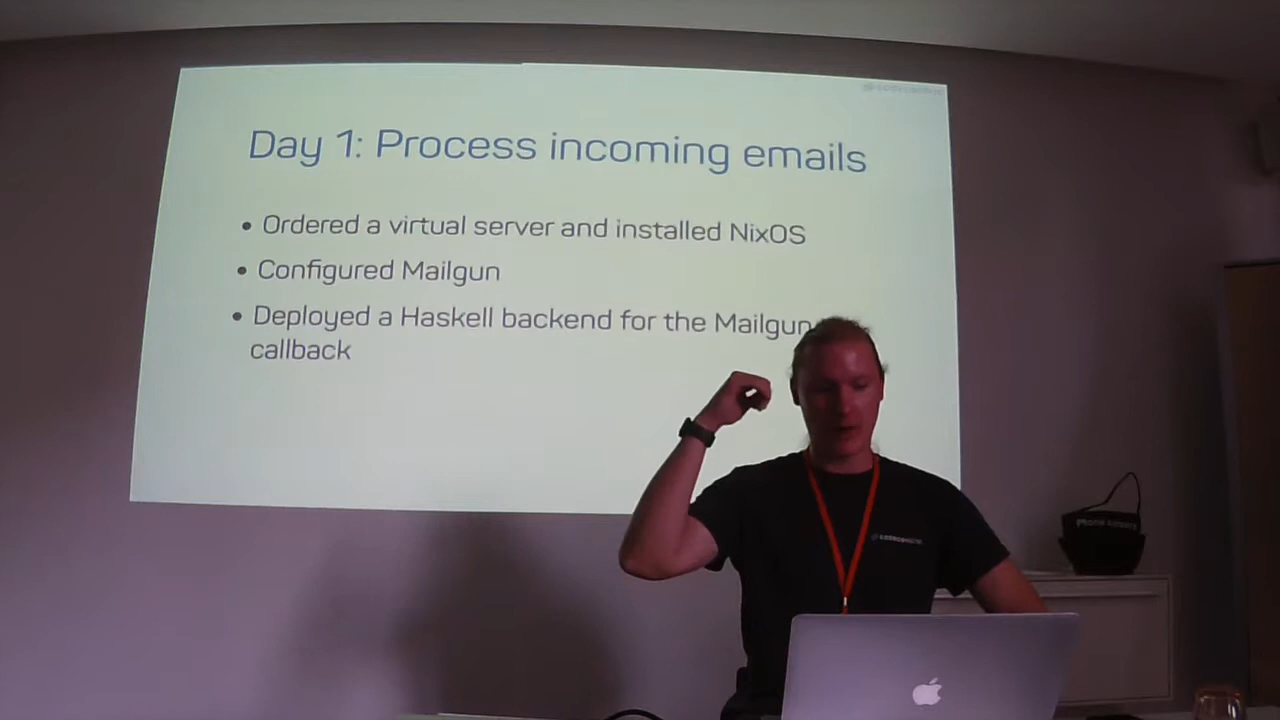 Day 1: Process incoming emails
• Ordered a virtual server and installed NixOS
• Configured Mailgun
• Deployed a Haskell backend for the Mailgun
callback